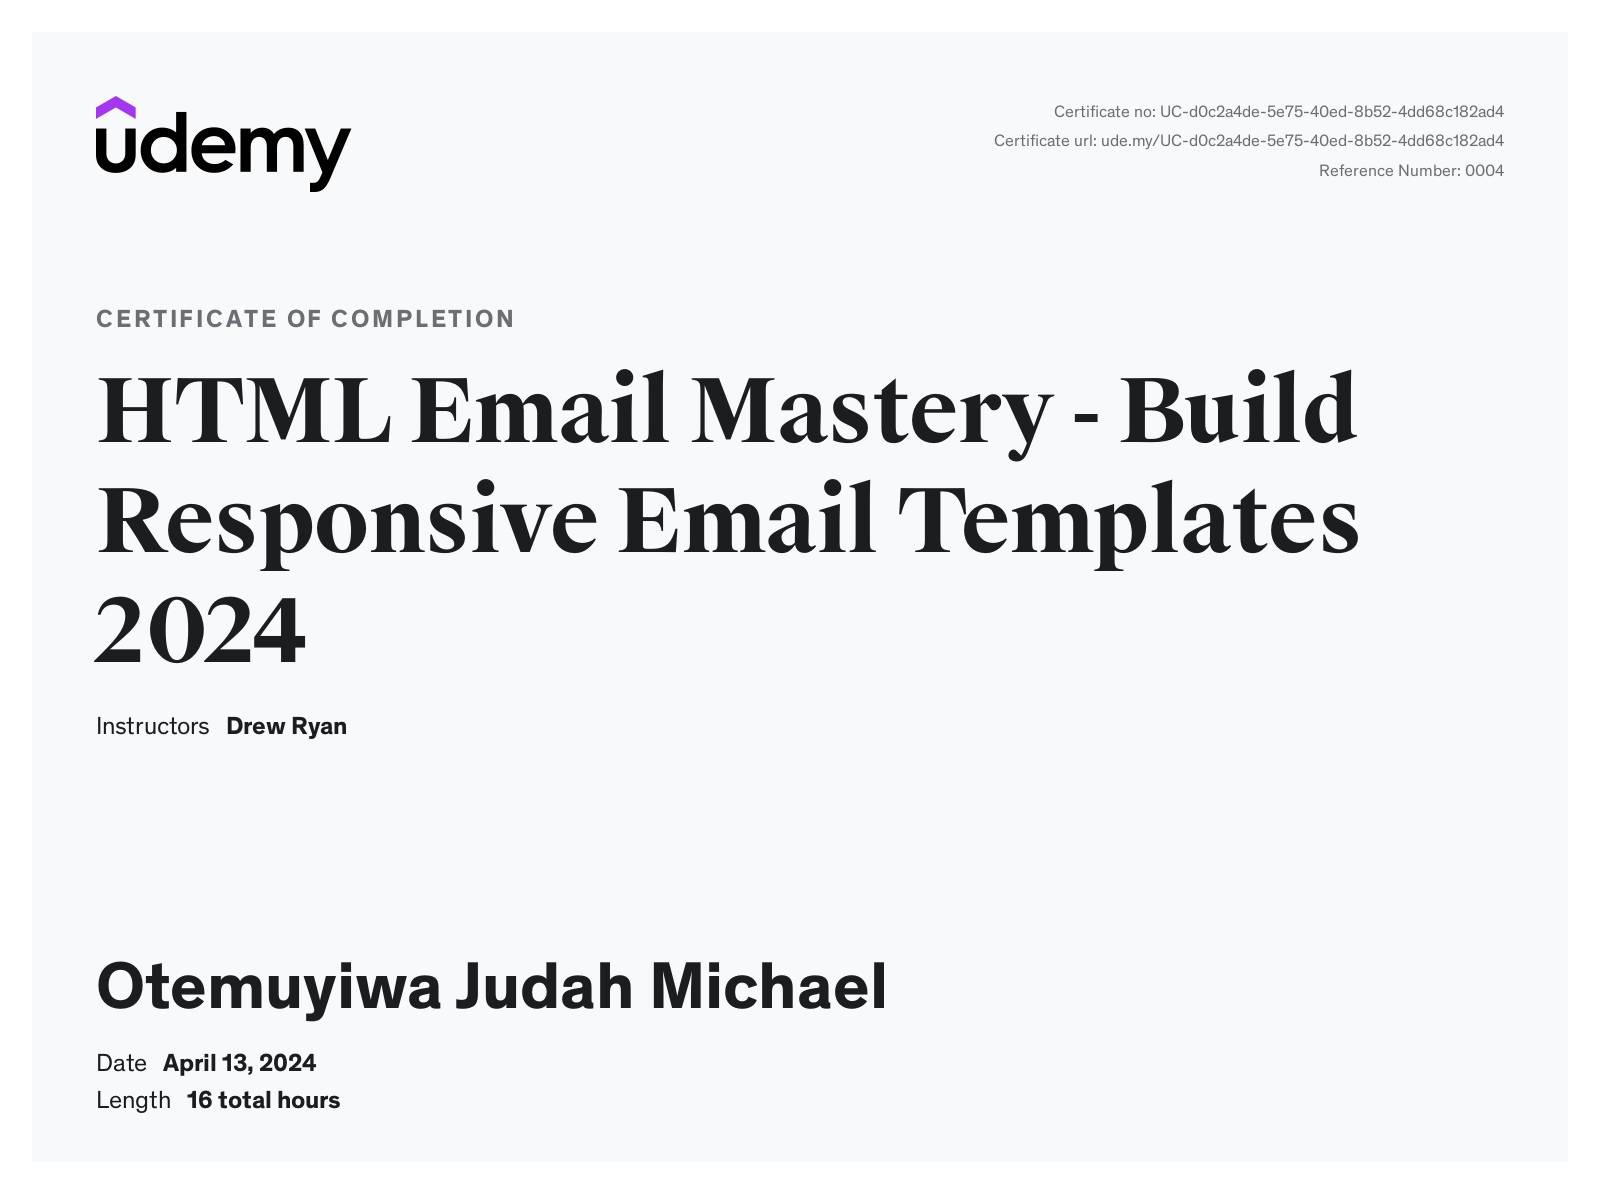 udemy
Certificate no: UC-d0c2a4de-5e75-40ed-8b52-4dd68c182ad4
Certificate url: ude.my/UC-d0c2a4de-5e75-40ed-8b52-4dd68c182ad4
Reference Number: 0004
CERTIFICATE OF COMPLETION
HTML Email Mastery - Build
Responsive Email Templates
2024
Instructors Drew Ryan
Otemuyiwa Judah Michael
Date April 13, 2024
Length 16 total hours